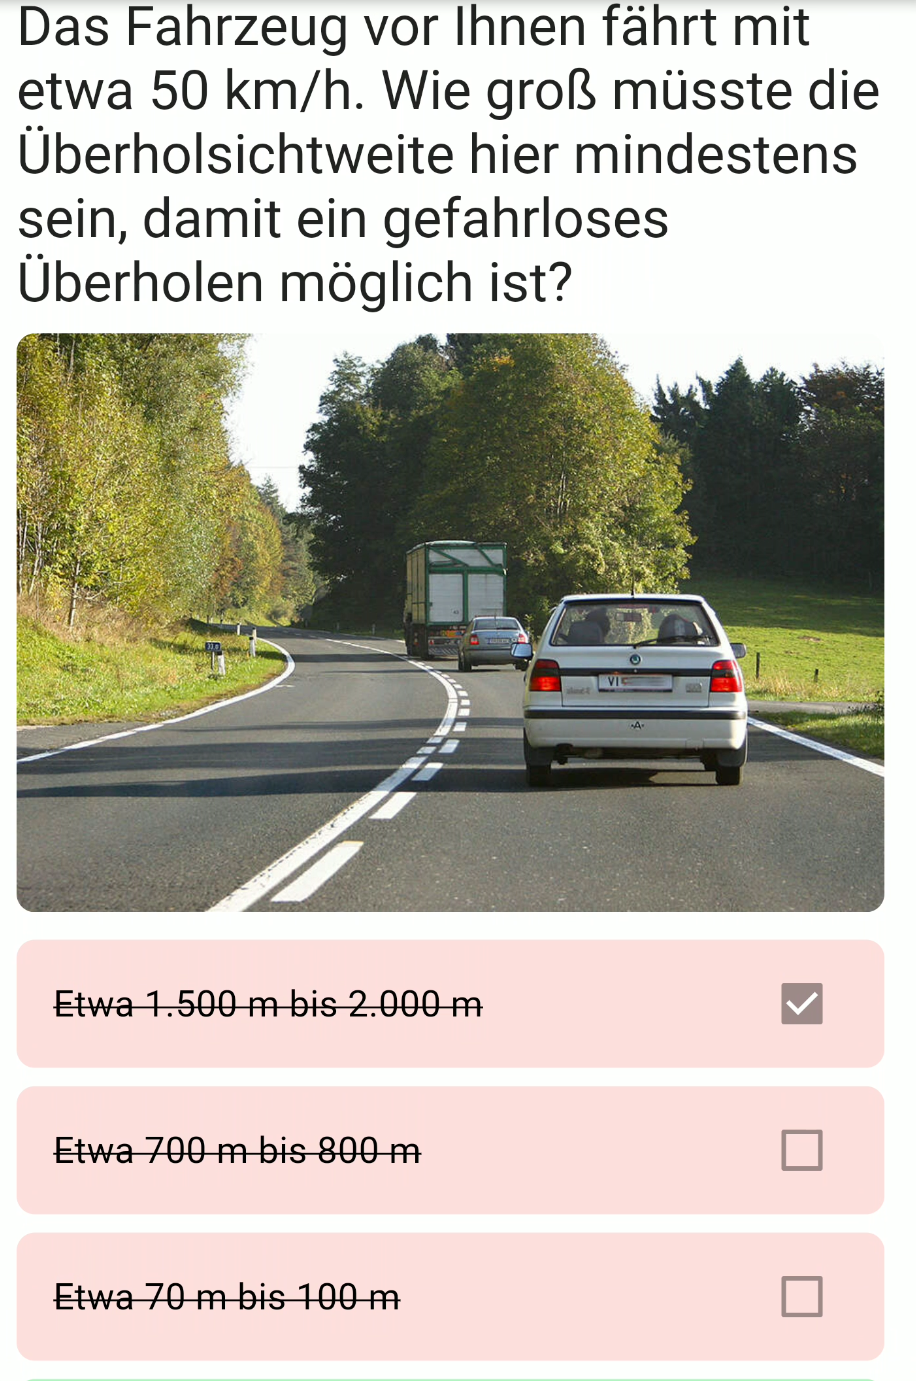 Das Fahrzeug vor Ihnen fährt mit
etwa 50 km/h. Wie groß müsste die
Überholsichtweite hier mindestens
sein, damit ein gefahrloses
Überholen möglich ist?
VI
Etwa 1.500 m bis 2.000 m
Etwa 700 m bis 800 m
Etwa 70 m bis 100 m